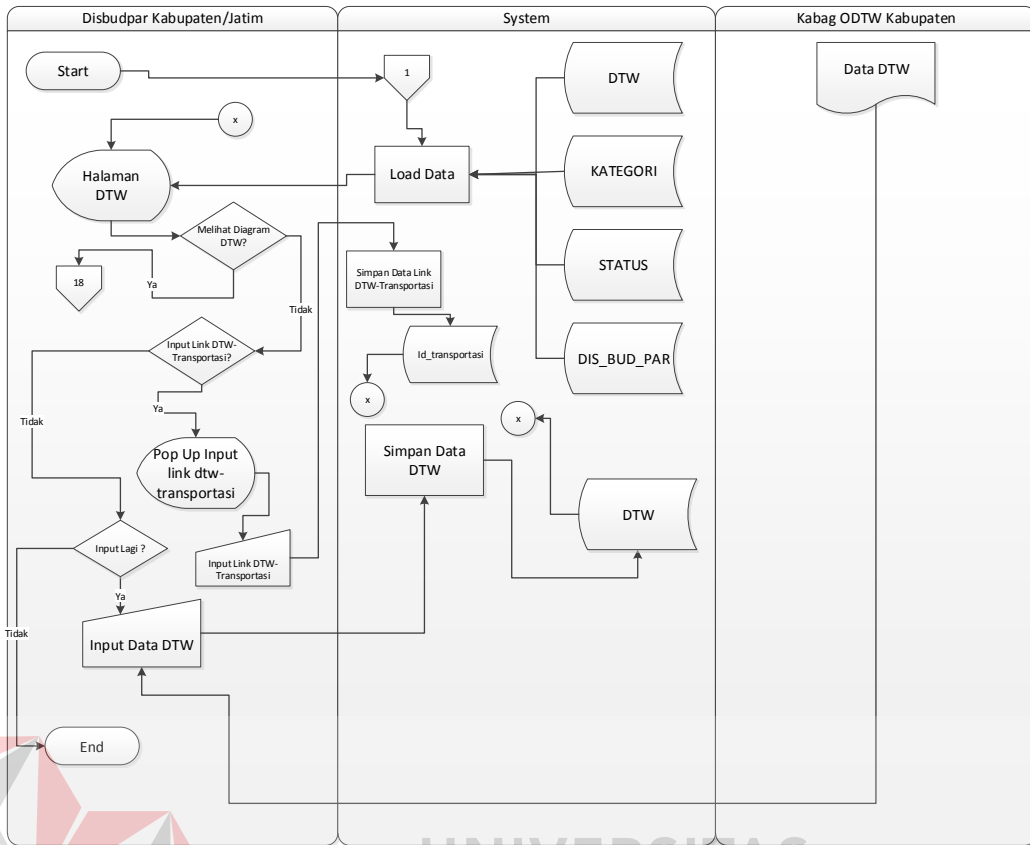 Disbudpar Kabupaten/Jatim
System
Kabag ODTW Kabupaten
Start
1
DTW
Data DTW
x
Halaman
DTW
Load Data
KATEGORI
Melihat Diagram
DTW?
Ya
18
Tidak
Simpan Data Link
DTW-Transportasi
STATUS
Input Link DTW-
Transportasi?
Id_transportasi
DIS_BUD_PAR
Ya
x
Tidak
x
Pop Up Input
link dtw-
transportasi
Simpan Data
DTW
DTW
Input Lagi ?
Input Link DTW-
Transportasi
Ya
Tidak
Input Data DTW
End
UNIVERSITAS